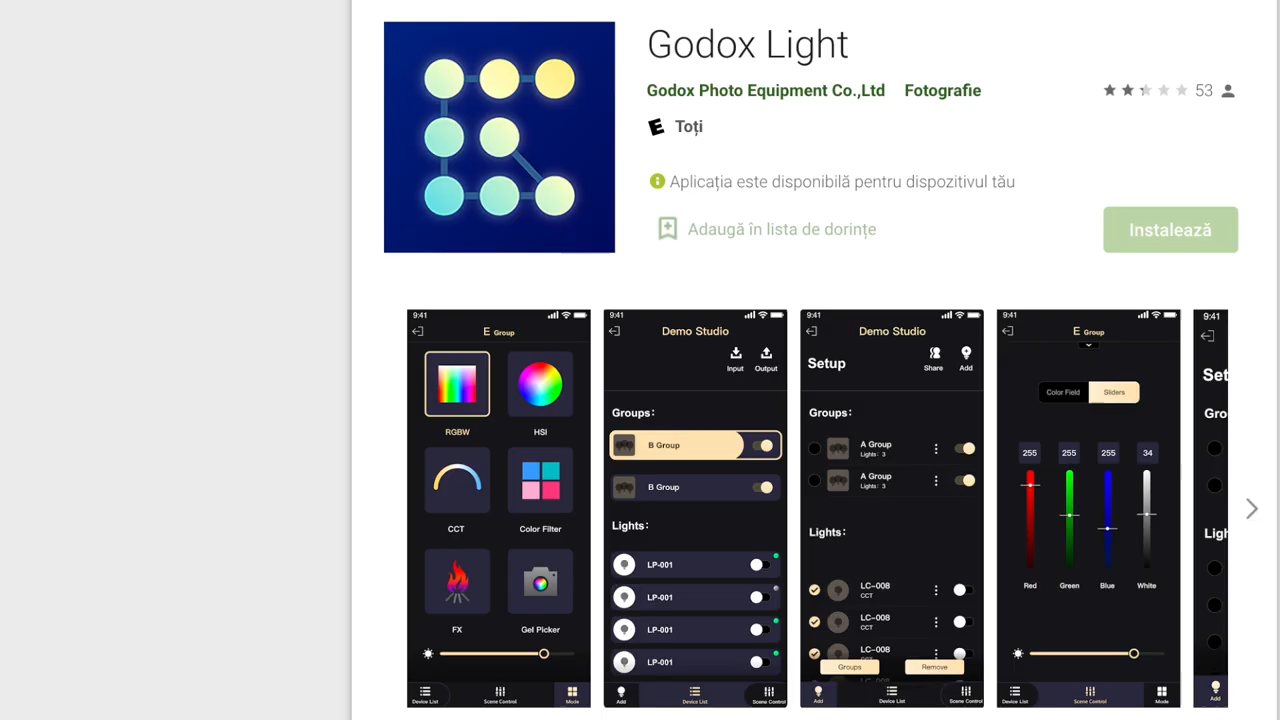 Godox Light
Godox Photo Equipment Co.,Ltd Fotografie
53
E Toți
Aplicația este disponibilă pentru dispozitivul tău
Adaugă în lista de dorințe
Instalează
9:41
E Group
RGBW
HSI
CCT
Color Filter
FX
Gel Picker
Device List
Scene Control
Mode
9:41
Demo Studio
Input
Output
Groups:
B Group
B Group
Lights:
LP-001
LP-001
LP-001
LP-001
Add
Device List
Scene Control
9:41
Demo Studio
Setup
Share
Add
Groups:
A Group
Lights: 3
A Group
Lights: 3
Lights:
LC-008
CCT
LC-008
CCT
LC-008
Groups
Remove
Add
Device List
Scene Control
9:41
E Group
Color Field
Sliders
255 255 255 34
Red Green Blue White
Device List
Scene Control
Mode
9:41
Set
Gro
Ligh
Add